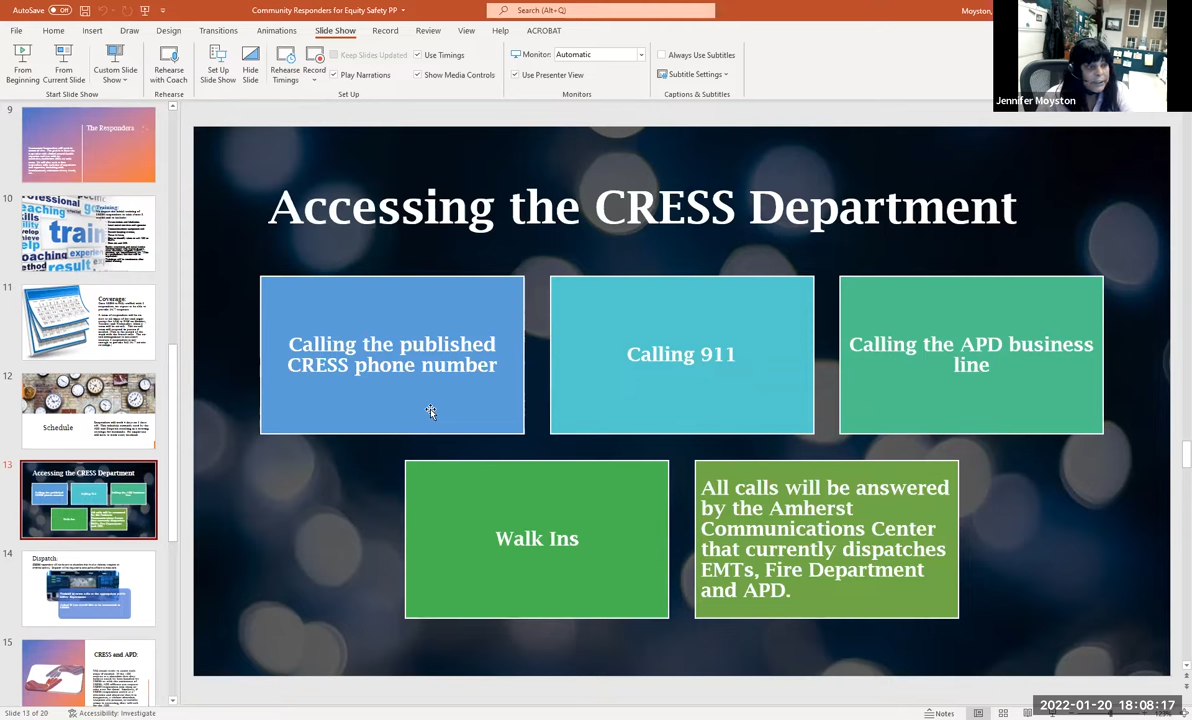 AutoSave Off Community Responders for Equity Safety PP Search (Alt+Q) Moyston,
File Home Insert Draw Design Transitions Animations Slide Show Record Review View Help ACROBAT
From Beginning
From Current Slide
Custom Slide Show
Start Slide Show
Rehearse with Coach
Rehearse
Set Up Slide Show
Hide Slide
Rehearse Timings
Record
Keep Slides Updated
Play Narrations
Use Timings
Show Media Controls
Set Up
Monitor: Automatic
Use Presenter View
Monitors
Always Use Subtitles
Subtitle Settings
Captions & Subtitles
Jennifer Moyston
9
The Responders
10
Training
11
Coverage:
12
Schedule
13
Accessing the CRESS Department
14
Dispatch:
15
CRESS and APD:
Accessing the CRESS Department
Calling the published
CRESS phone number
Calling 911
Calling the APD business
line
Walk Ins
All calls will be answered
by the Amherst
Communications Center
that currently dispatches
EMTs, Fire Department
and APD.
Slide 13 of 20 Accessibility: Investigate Notes
2022-01-20 18:08:17